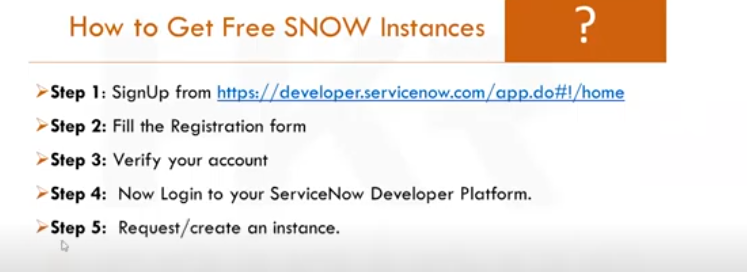 How to Get Free SNOW Instances
?
Step 1: SignUp from https://developer.servicenow.com/app.do#!/home
Step 2: Fill the Registration form
Step 3: Verify your account
Step 4: Now Login to your ServiceNow Developer Platform.
Step 5: Request/create an instance.